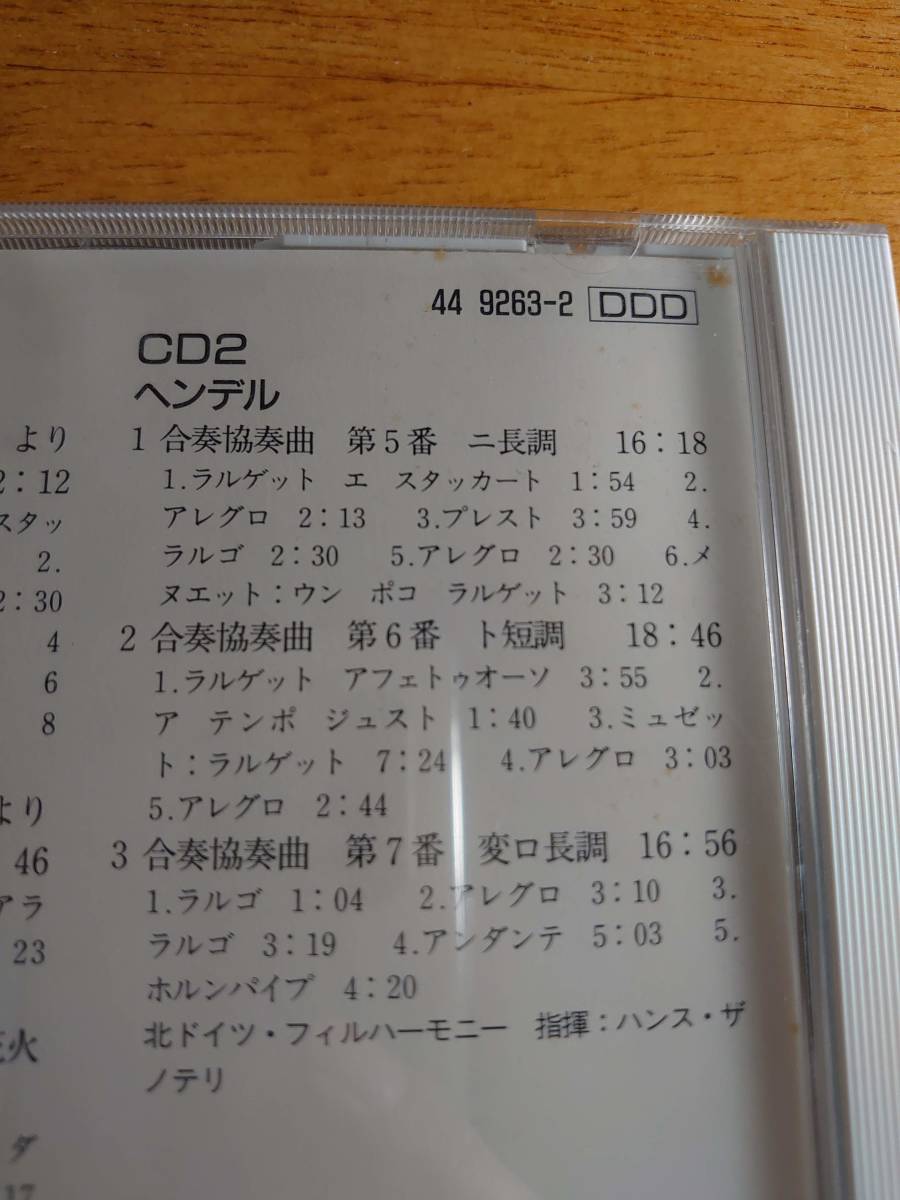 44 9263-2 DDD
より
2:12
スタッ
2.
2:30
4
6
8
より
46
アラ
23
火
ダ
17
CD2
ヘンデル
1 合奏協奏曲 第5番 ニ長調 16:18
1.ラルゲット エ スタッカート 1:54 2.
アレグロ 2:13 3.プレスト 3:59 4.
ラルゴ 2:30 5.アレグロ 2:30 6.メ
ヌエット:ウン ポコ ラルゲット 3:12
2 合奏協奏曲 第6番 ト短調 18:46
1.ラルゲット アフェトゥオーソ 3:55 2.
ア テンポ ジュスト 1:40 3.ミュゼッ
ト:ラルゲット 7:24 4.アレグロ 3:03
5.アレグロ 2:44
3 合奏協奏曲 第7番 変ロ長調 16:56
1.ラルゴ 1:04 2.アレグロ 3:10 3.
ラルゴ 3:19 4.アンダンテ 5:03 5.
ホルンパイプ 4:20
北ドイツ・フィルハーモニー 指揮:ハンス・ザ
ノテリ